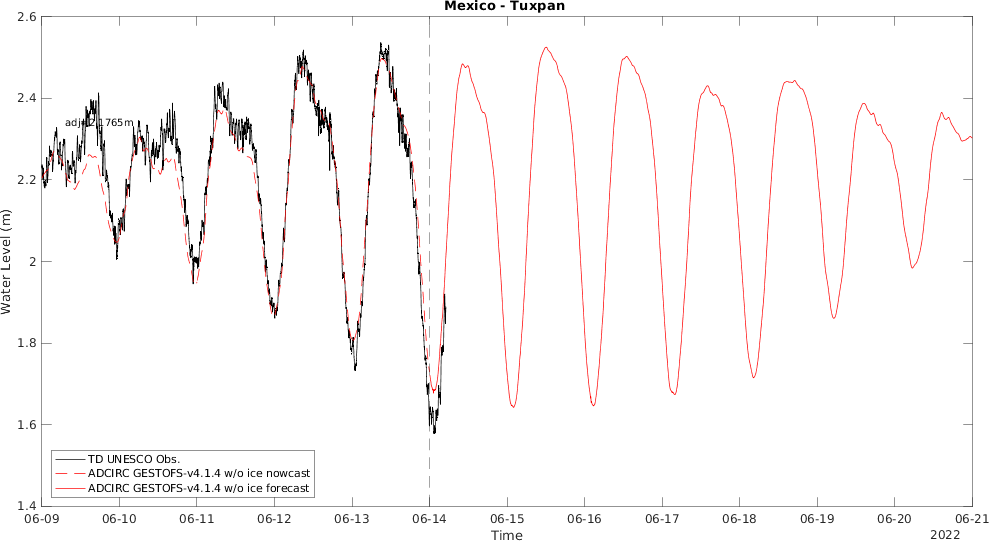 Mexico - Tuxpan
2.6
2.4
2.2
2
1.8
1.6
1.4
Water Level (m)
TD UNESCO Obs.
ADCIRC GESTOFS-v4.1.4 w/o ice nowcast
ADCIRC GESTOFS-v4.1.4 w/o ice forecast
06-09 06-10 06-11 06-12 06-13 06-14 06-15 06-16 06-17 06-18 06-19 06-20 06-21
Time
2022